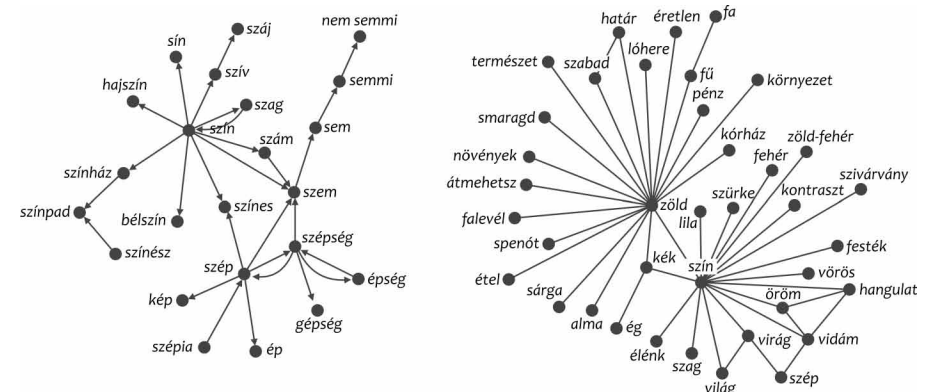 nem semmi
száj
sín
szív
semmi
hajszín
szag
szín
sem
szám
színház
szem
színpad
bélszín
színes
színész
szépség
szép
épség
kép
gépség
szépia
ép
fa
határ
éretlen
természet
szabad
lóhere
fű
környezet
pénz
smaragd
kórház
zöld-fehér
növények
fehér
szivárvány
átmehetsz
szürke
kontraszt
zöld
lila
falevél
spenót
festék
kék
szín
étel
vörös
hangulat
sárga
öröm
alma
ég
virág
vidám
élénk
szag
szép
világ